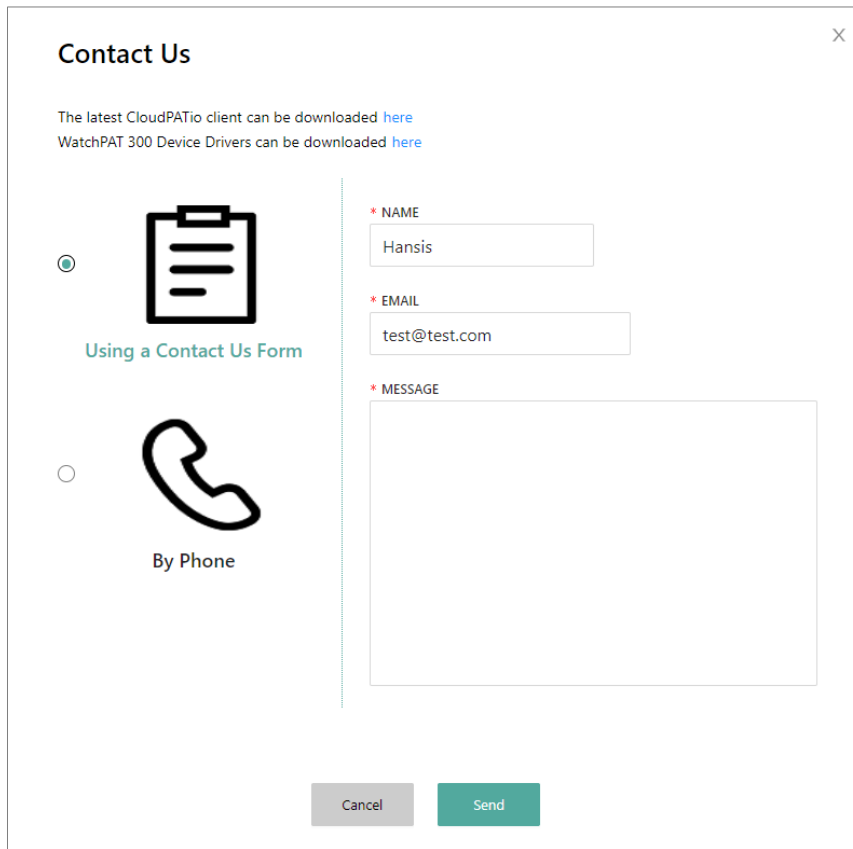 X
Contact Us
The latest CloudPATio client can be downloaded here
WatchPAT 300 Device Drivers can be downloaded here
Using a Contact Us Form
By Phone
* NAME
Hansis
* EMAIL
test@test.com
* MESSAGE
Cancel
Send